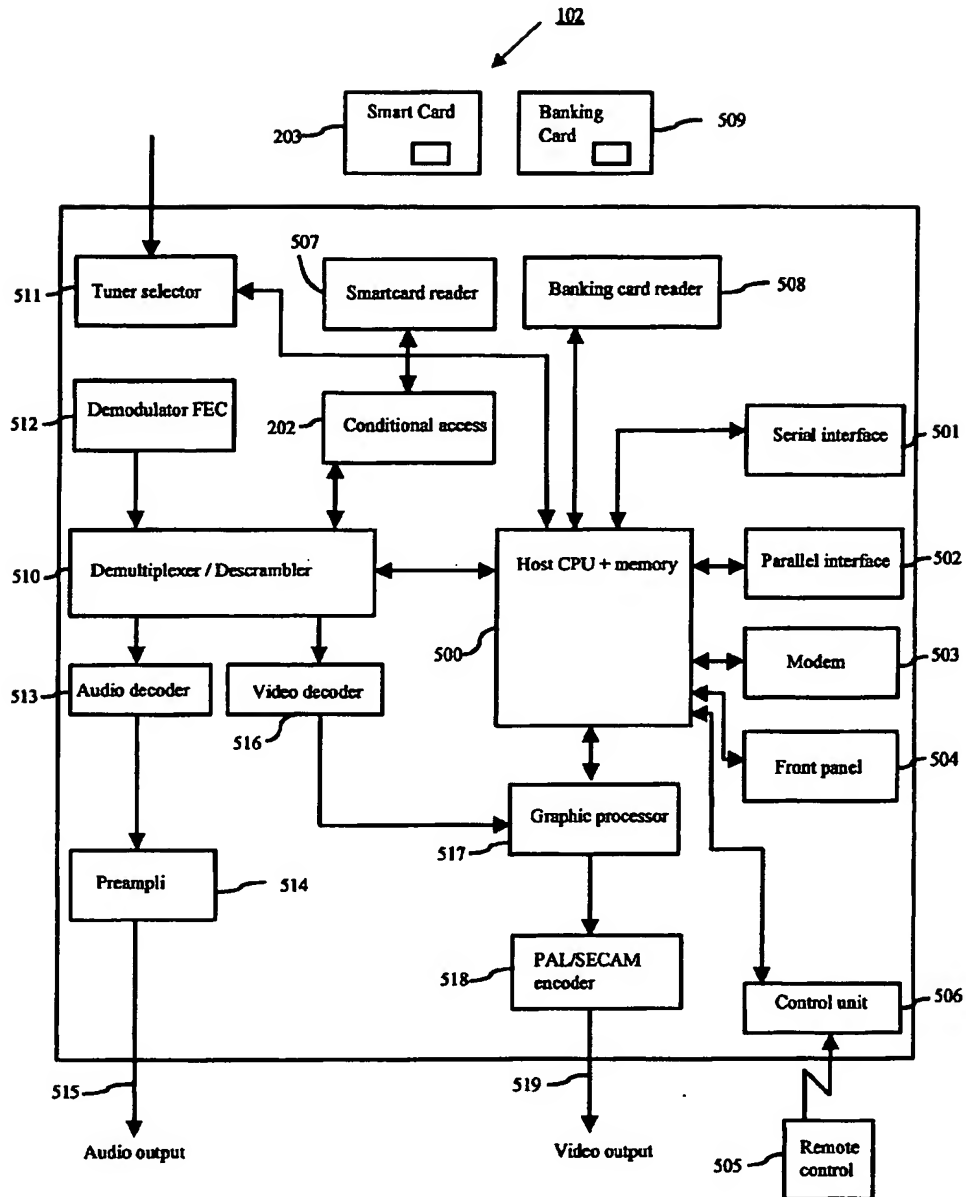 102
Smart Card
203
Banking
Card
509
507
511
Tuner selector
Smartcard reader
Banking card reader
508
512
Demodulator FEC
202
Conditional access
Serial interface
501
510
Demultiplexer / Descrambler
Host CPU + memory
500
Parallel interface
502
Modem
503
513
Audio decoder
Video decoder
516
Front panel
504
Graphic processor
517
Preampli
514
518
PAL/SECAM
encoder
Control unit
506
515
519
Audio output
Video output
505
Remote
control